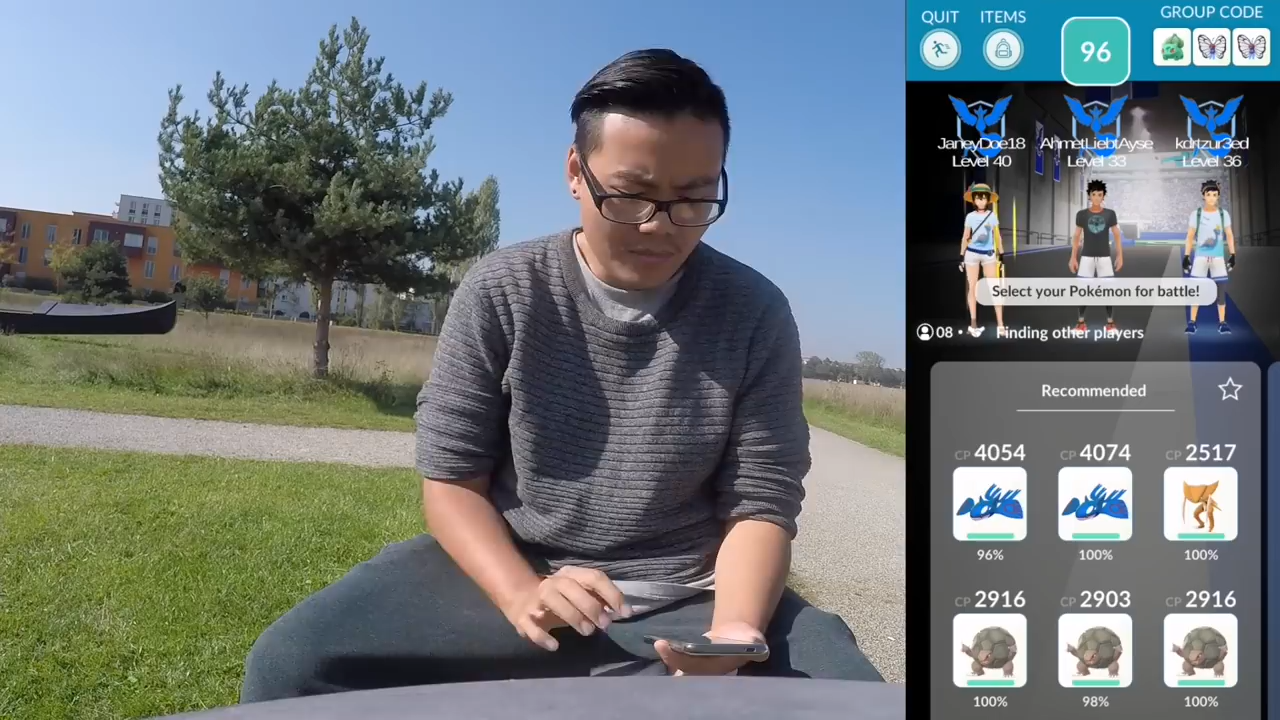 QUIT ITEMS
96
GROUP CODE
JaneyDoe18
Level 40
AhmetLiebtAyse
Level 33
kdrtzur3ed
Level 36
Select your Pokémon for battle!
08 • Finding other players
Recommended
CP 4054 CP 4074 CP 2517
96% 100% 100%
CP 2916 CP 2903 CP 2916
100% 98% 100%